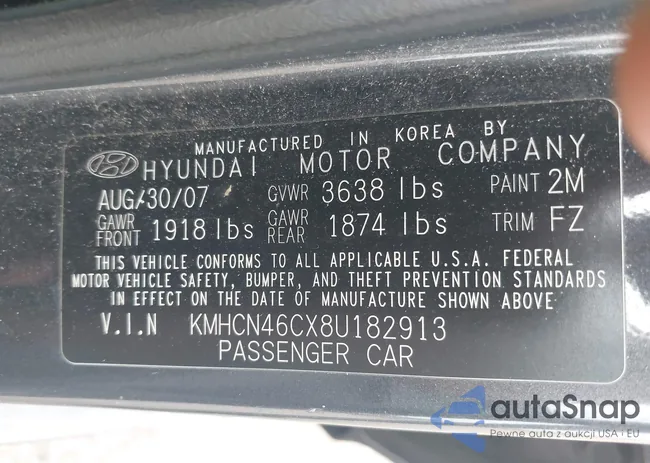 MANUFACTURED IN KOREA BY
HYUNDAI MOTOR COMPANY
AUG/30/07 GVWR 3638 lbs PAINT 2M
GAWR FRONT 1918 lbs GAWR REAR 1874 lbs TRIM FZ
THIS VEHICLE CONFORMS TO ALL APPLICABLE U.S.A. FEDERAL
MOTOR VEHICLE SAFETY, BUMPER, AND THEFT PREVENTION STANDARDS
IN EFFECT ON THE DATE OF MANUFACTURE SHOWN ABOVE
V.I.N KMHCN46CX8U182913
PASSENGER CAR
autaSnap
Pewne auta z aukcji USA i EU